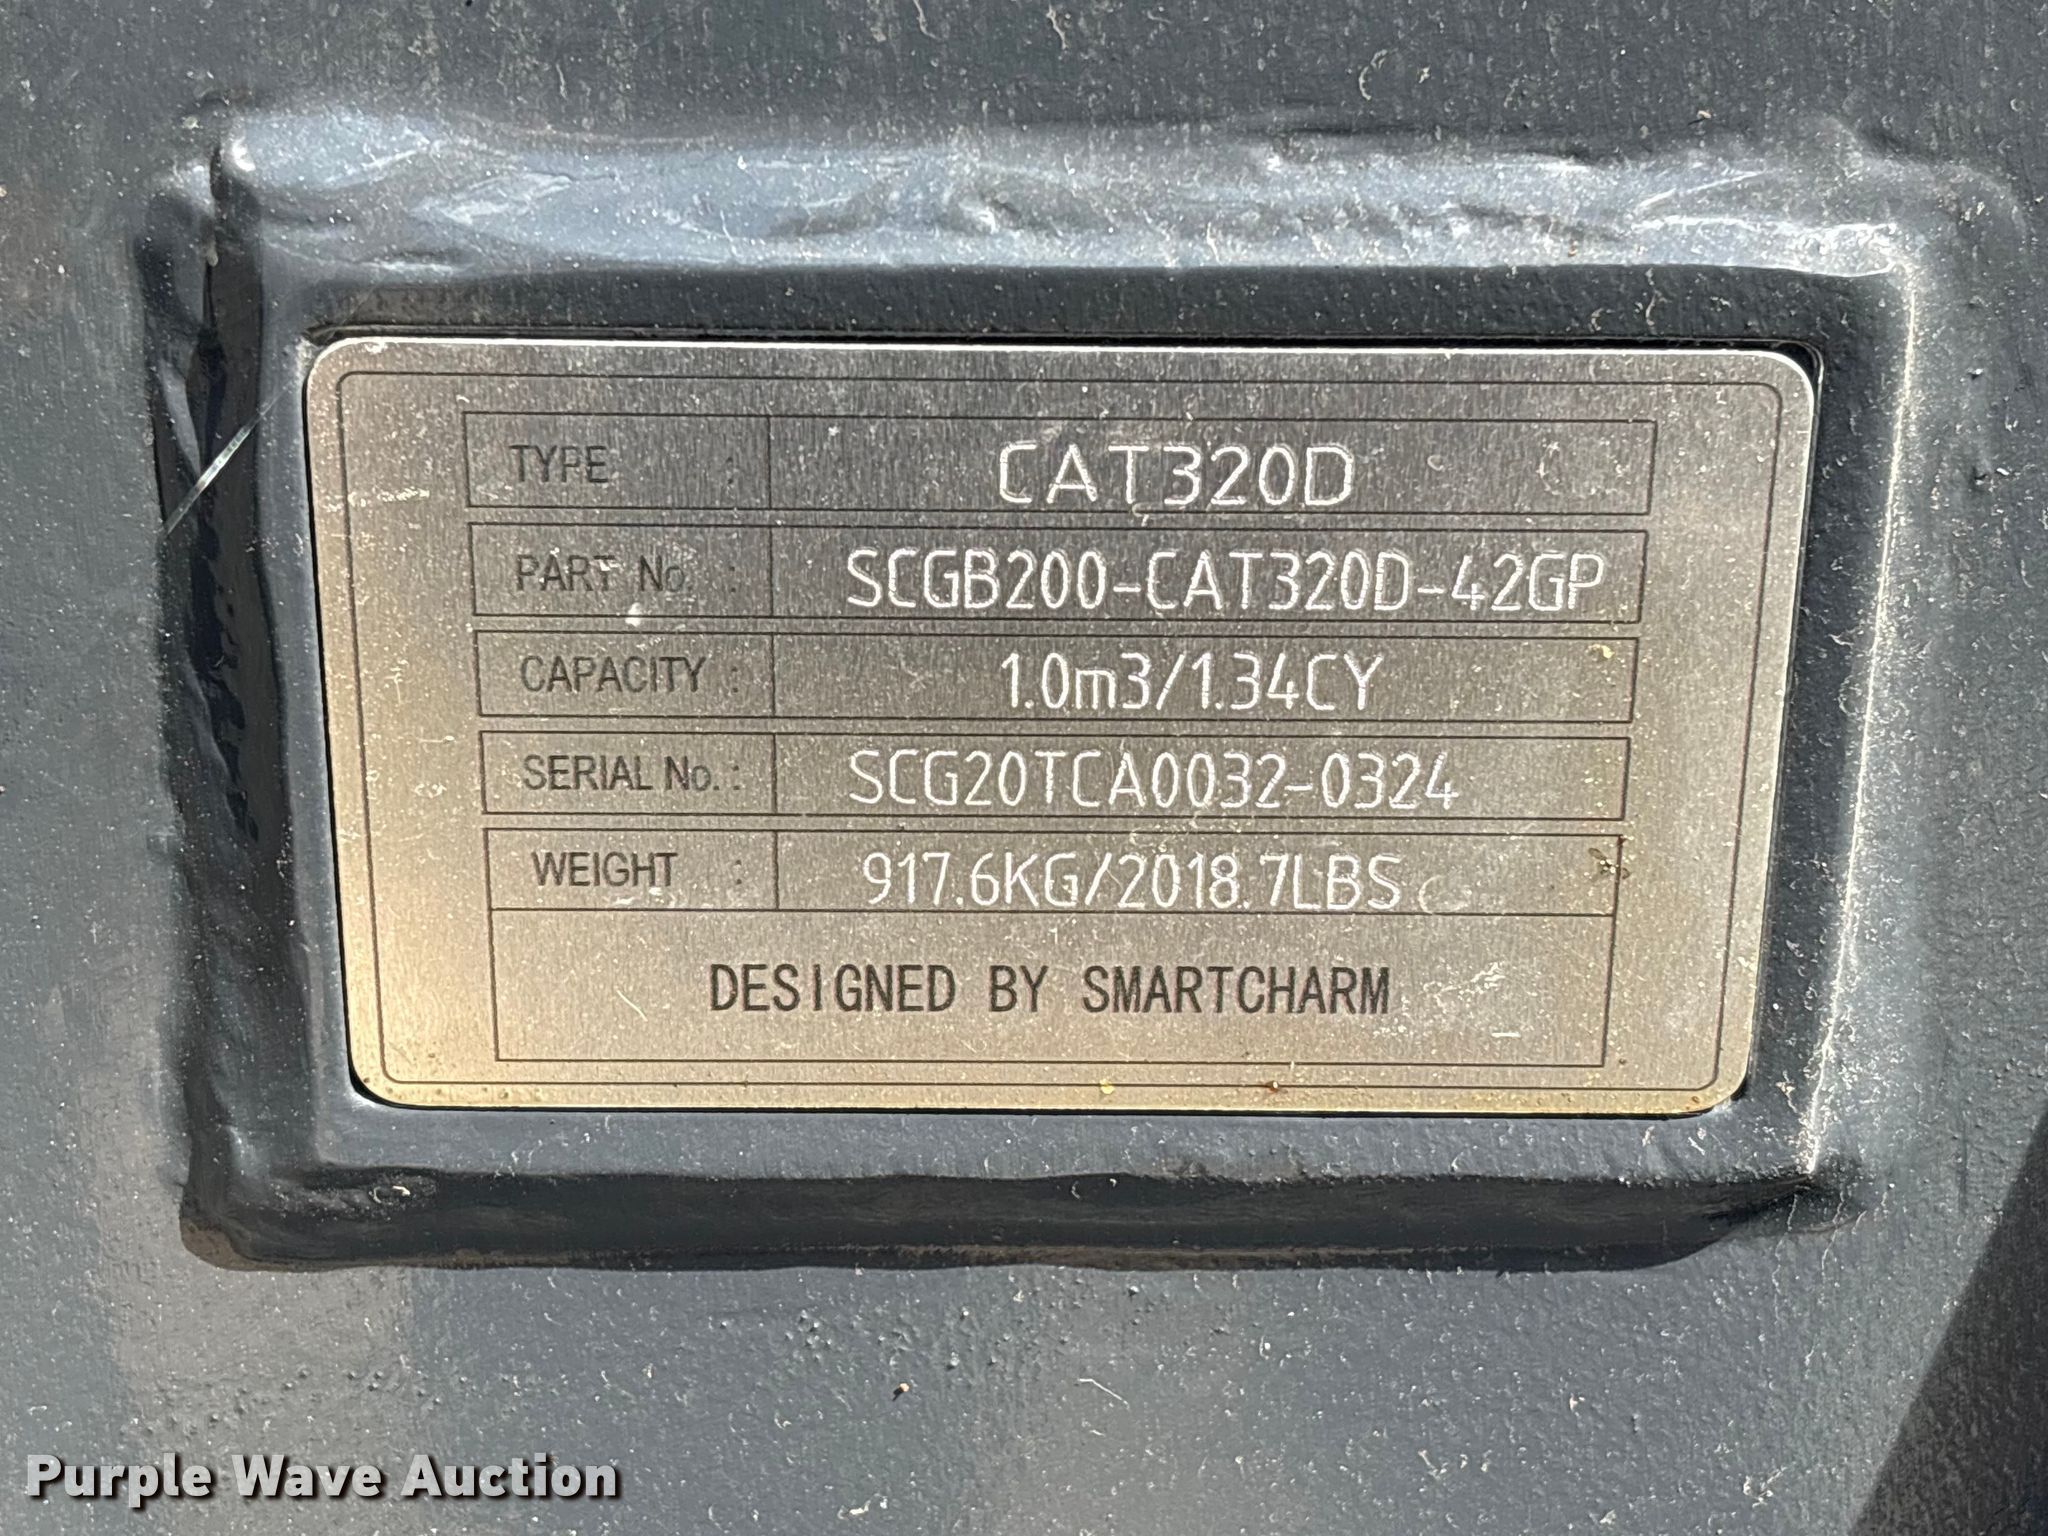 TYPE : CAT320D
PART No. : SCGB200-CAT320D-42GP
CAPACITY : 1.0m3/1.34CY
SERIAL No. : SCG20TCA0032-0324
WEIGHT : 917.6KG/2018.7LBS
DESIGNED BY SMARTCHARM
Purple Wave Auction